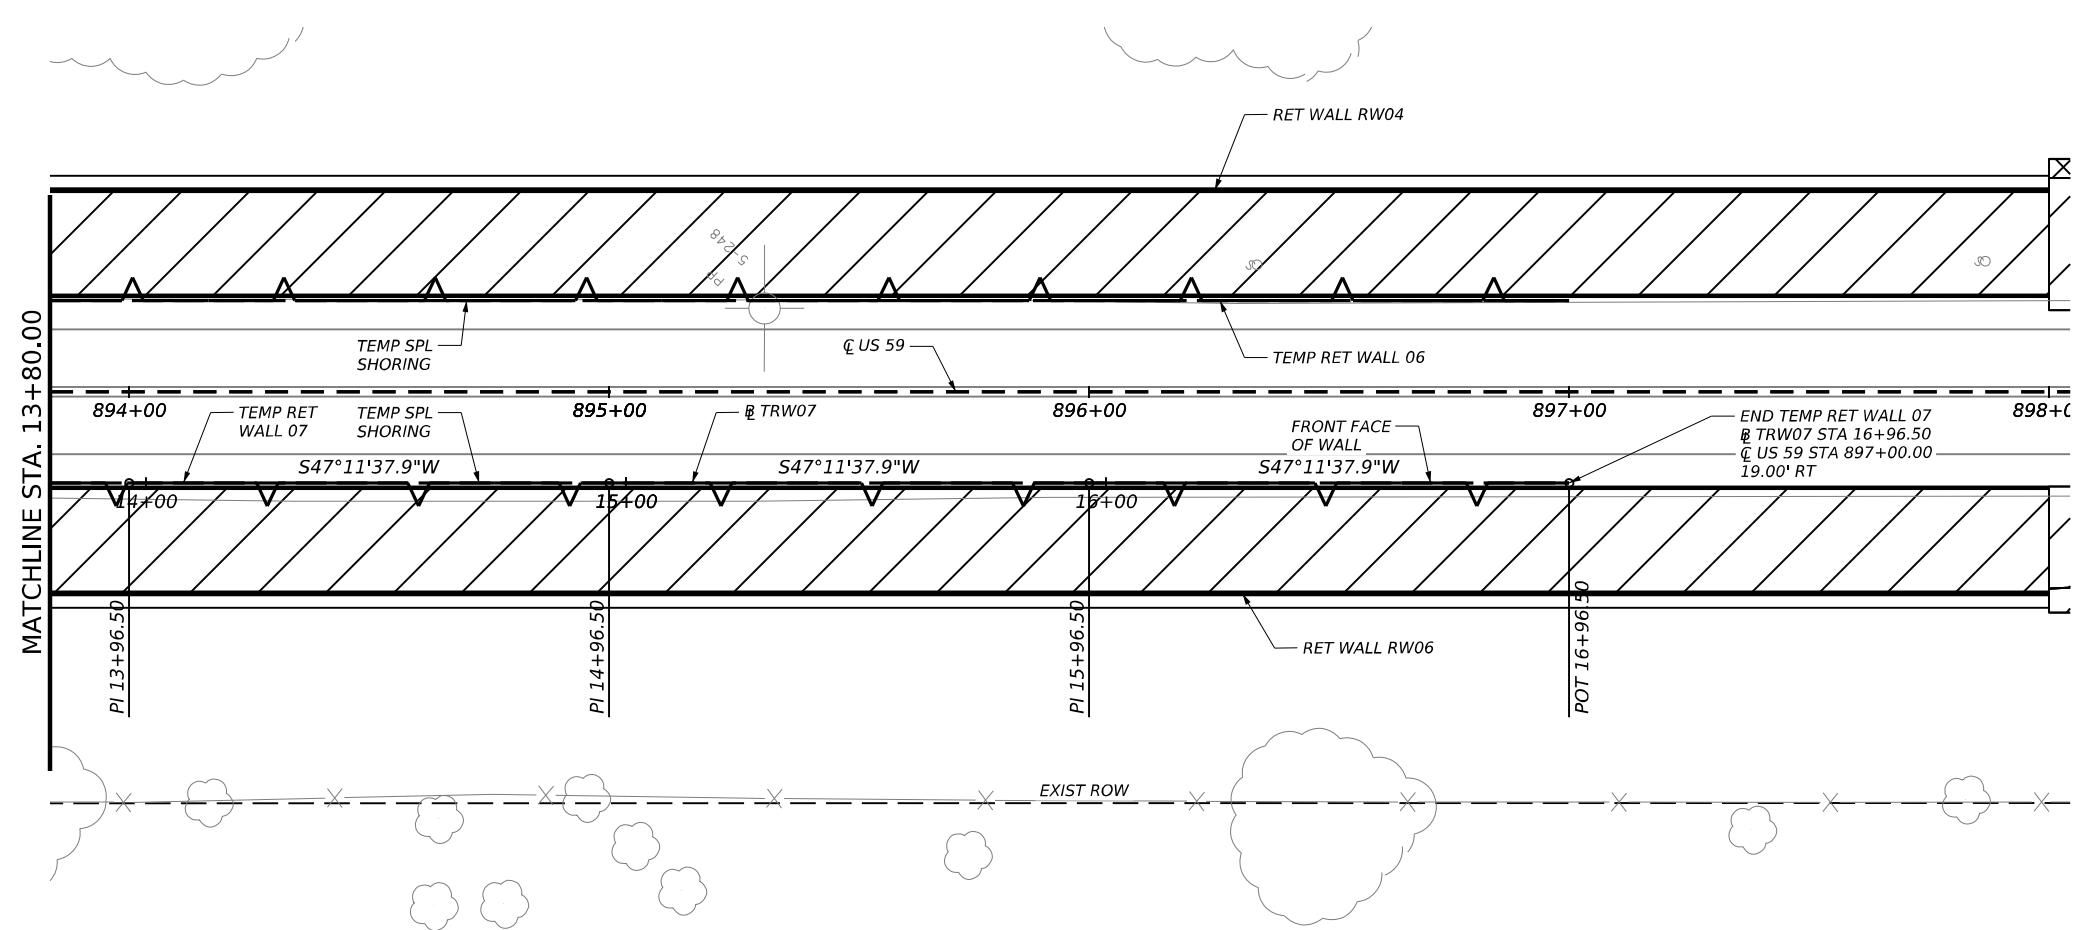 RET WALL RW04
5-248
PP
TEMP SPL
SHORING
℄ US 59
TEMP RET WALL 06
MATCHLINE STA. 13+80.00
894+00
895+00
896+00
897+00
898+0
TEMP RET
WALL 07
TEMP SPL
SHORING
B̵L TRW07
FRONT FACE
OF WALL
END TEMP RET WALL 07
B̵L TRW07 STA 16+96.50
℄ US 59 STA 897+00.00
19.00' RT
S47°11'37.9"W
S47°11'37.9"W
S47°11'37.9"W
14+00
15+00
16+00
PI 13+96.50
PI 14+96.50
PI 15+96.50
POT 16+96.50
RET WALL RW06
EXIST ROW